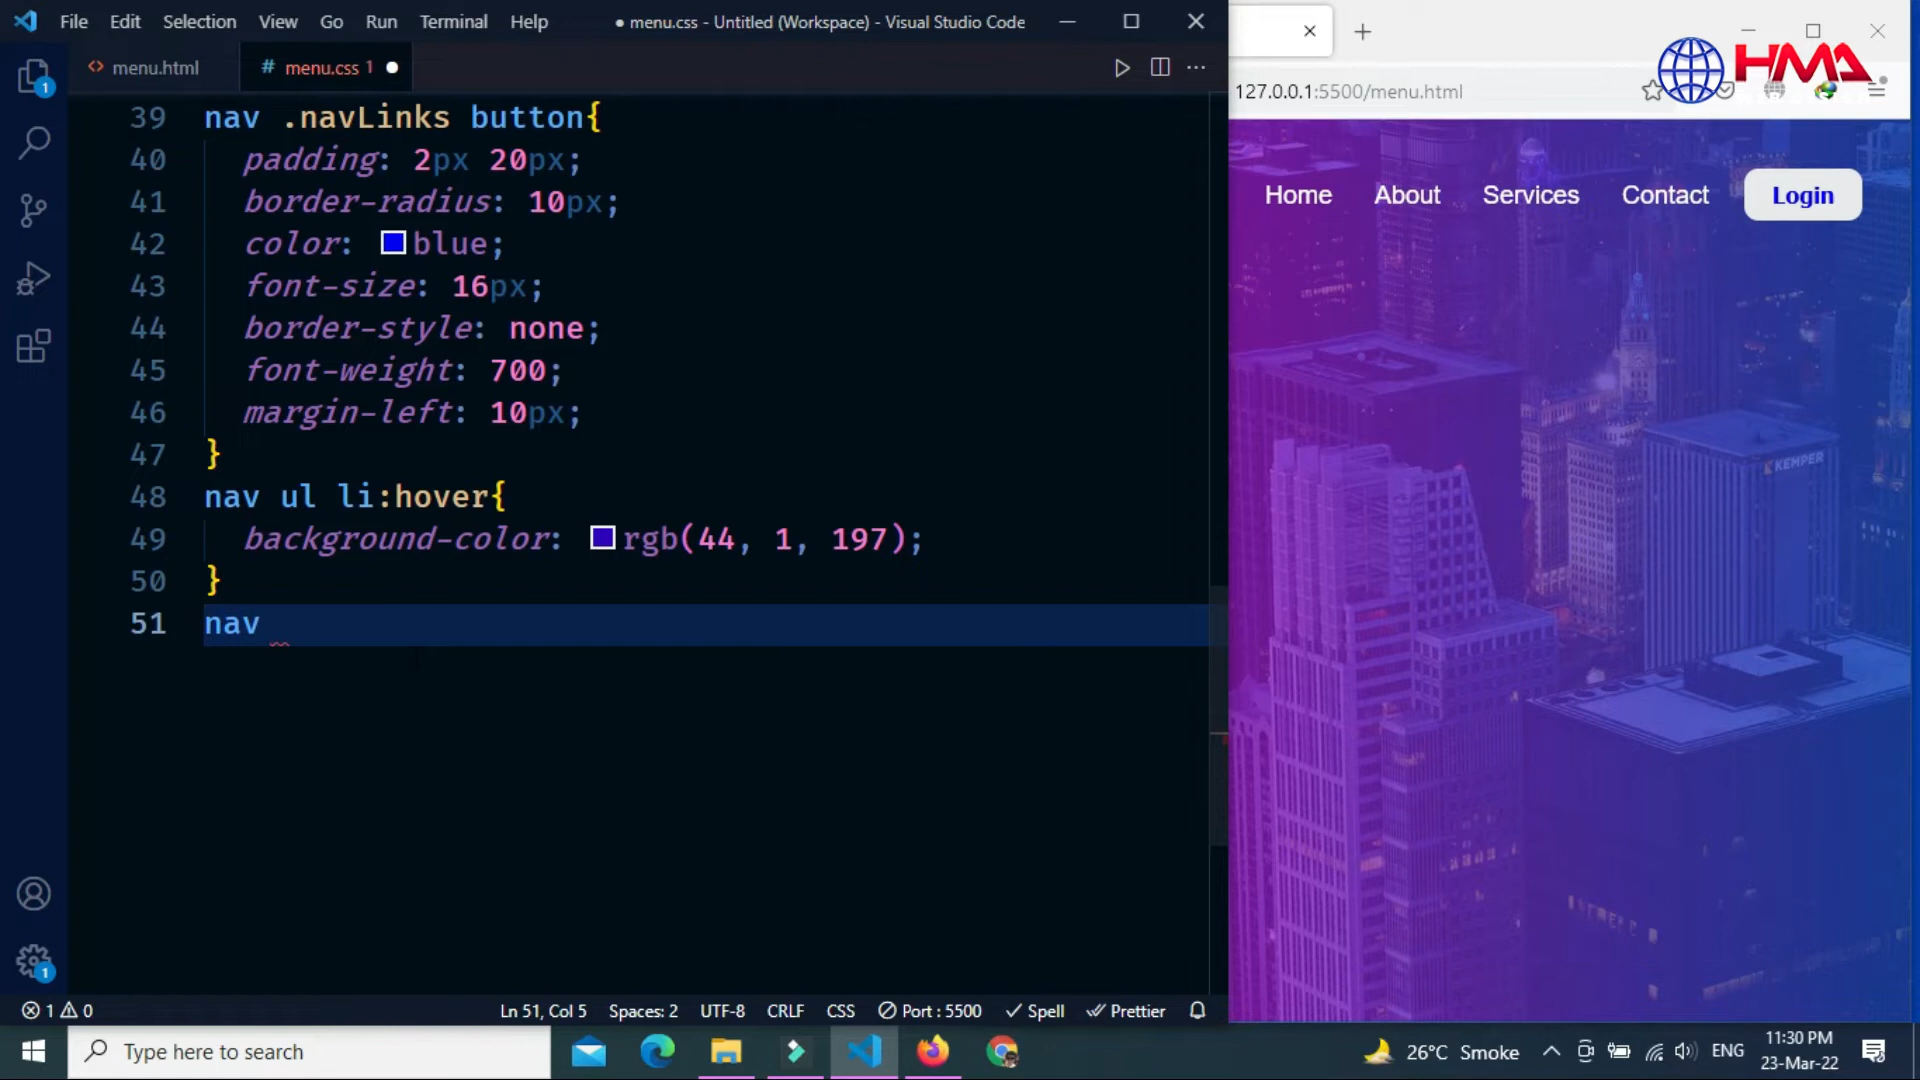 File Edit Selection View Go Run Terminal Help ● menu.css - Untitled (Workspace) - Visual Studio Code
menu.html # menu.css 1
1
HMA
127.0.0.1:5500/menu.html
39 nav .navLinks button{
40 padding: 2px 20px;
41 border-radius: 10px;
42 color: blue;
43 font-size: 16px;
44 border-style: none;
45 font-weight: 700;
46 margin-left: 10px;
47 }
48 nav ul li:hover{
49 background-color: rgb(44, 1, 197);
50 }
51 nav
Home About Services Contact Login
KEMPER
1
1 0 Ln 51, Col 5 Spaces: 2 UTF-8 CRLF CSS Port : 5500 Spell Prettier
Type here to search
26°C Smoke ENG 11:30 PM
23-Mar-22